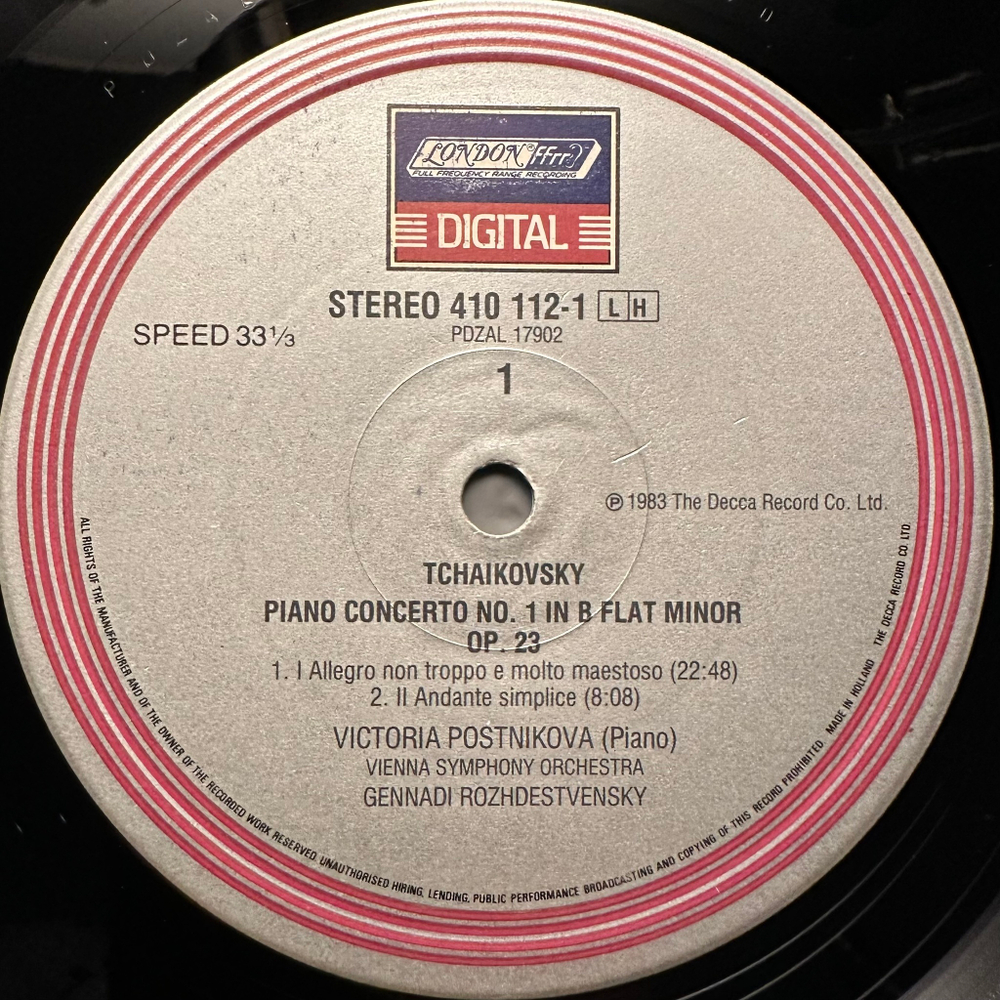 LONDON ffrr
FULL FREQUENCY RANGE RECORDING
DIGITAL
STEREO 410 112-1 LH
SPEED 33⅓
PDZAL 17902
1
℗ 1983 The Decca Record Co. Ltd.
TCHAIKOVSKY
PIANO CONCERTO NO. 1 IN B FLAT MINOR
OP. 23
1. I Allegro non troppo e molto maestoso (22:48)
2. II Andante simplice (8:08)
VICTORIA POSTNIKOVA (Piano)
VIENNA SYMPHONY ORCHESTRA
GENNADI ROZHDESTVENSKY
ALL RIGHTS OF THE MANUFACTURER AND OF THE OWNER OF THE RECORDED WORK RESERVED. UNAUTHORISED HIRING, LENDING, PUBLIC PERFORMANCE BROADCASTING AND COPYING OF THIS RECORD PROHIBITED. MADE IN HOLLAND THE DECCA RECORD CO. LTD.